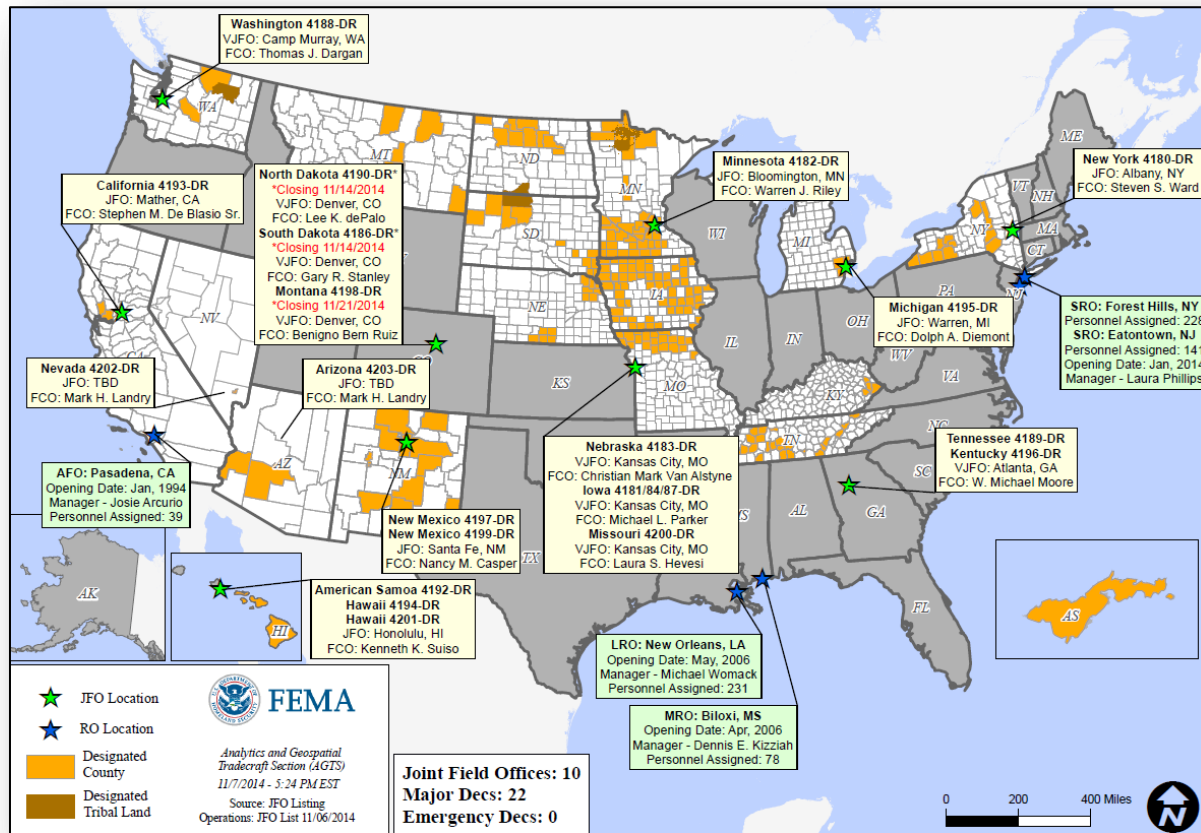 Washington 4188-DR
VJFO: Camp Murray, WA
FCO: Thomas J. Dargan
California 4193-DR
JFO: Mather, CA
FCO: Stephen M. De Blasio Sr.
North Dakota 4190-DR*
*Closing 11/14/2014
VJFO: Denver, CO
FCO: Lee K. dePalo
South Dakota 4186-DR*
*Closing 11/14/2014
VJFO: Denver, CO
FCO: Gary R. Stanley
Montana 4198-DR
*Closing 11/21/2014
VJFO: Denver, CO
FCO: Benigno Bern Ruiz
Minnesota 4182-DR
JFO: Bloomington, MN
FCO: Warren J. Riley
New York 4180-DR
JFO: Albany, NY
FCO: Steven S. Ward
Michigan 4195-DR
JFO: Warren, MI
FCO: Dolph A. Diemont
SRO: Forest Hills, NY
Personnel Assigned: 228
SRO: Eatontown, NJ
Personnel Assigned: 141
Opening Date: Jan, 2014
Manager - Laura Phillips
Nevada 4202-DR
JFO: TBD
FCO: Mark H. Landry
Arizona 4203-DR
JFO: TBD
FCO: Mark H. Landry
AFO: Pasadena, CA
Opening Date: Jan, 1994
Manager - Josie Arcurio
Personnel Assigned: 39
New Mexico 4197-DR
New Mexico 4199-DR
JFO: Santa Fe, NM
FCO: Nancy M. Casper
Nebraska 4183-DR
VJFO: Kansas City, MO
FCO: Christian Mark Van Alstyne
Iowa 4181/84/87-DR
VJFO: Kansas City, MO
FCO: Michael L. Parker
Missouri 4200-DR
VJFO: Kansas City, MO
FCO: Laura S. Hevesi
Tennessee 4189-DR
Kentucky 4196-DR
VJFO: Atlanta, GA
FCO: W. Michael Moore
American Samoa 4192-DR
Hawaii 4194-DR
Hawaii 4201-DR
JFO: Honolulu, HI
FCO: Kenneth K. Suiso
LRO: New Orleans, LA
Opening Date: May, 2006
Manager - Michael Womack
Personnel Assigned: 231
MRO: Biloxi, MS
Opening Date: Apr, 2006
Manager - Dennis E. Kizziah
Personnel Assigned: 78
WA
MT
ND
MN
SD
WI
MI
NE
IA
NV
CA
KS
MO
IL
IN
OH
KY
WV
VA
PA
NY
VT
NH
ME
MA
CT
NJ
NC
SC
TN
AZ
NM
TX
AL
GA
FL
AK
HI
AS
JFO Location
RO Location
Designated
County
Designated
Tribal Land
FEMA
Analytics and Geospatial
Tradecraft Section (AGTS)
11/7/2014 - 5:24 PM EST
Source: JFO Listing
Operations: JFO List 11/06/2014
Joint Field Offices: 10
Major Decs: 22
Emergency Decs: 0
0 200 400 Miles
N